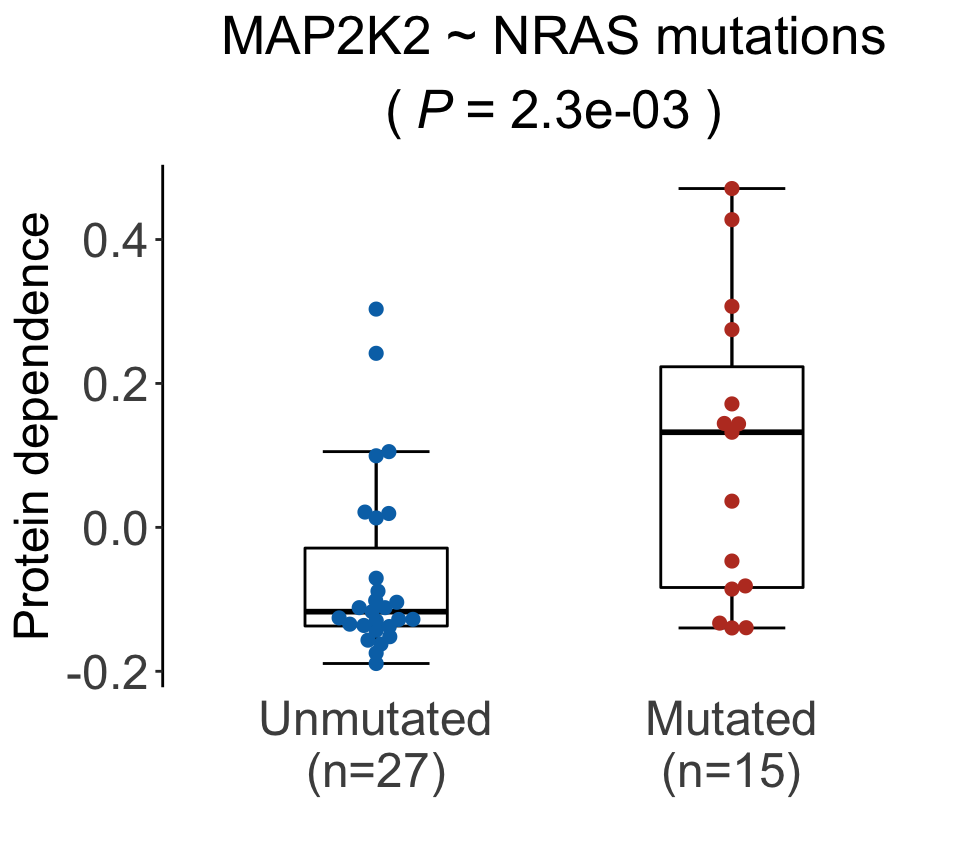 MAP2K2 ~ NRAS mutations
( P = 2.3e-03 )
Protein dependence
0.4
0.2
0.0
-0.2
Unmutated
(n=27)
Mutated
(n=15)